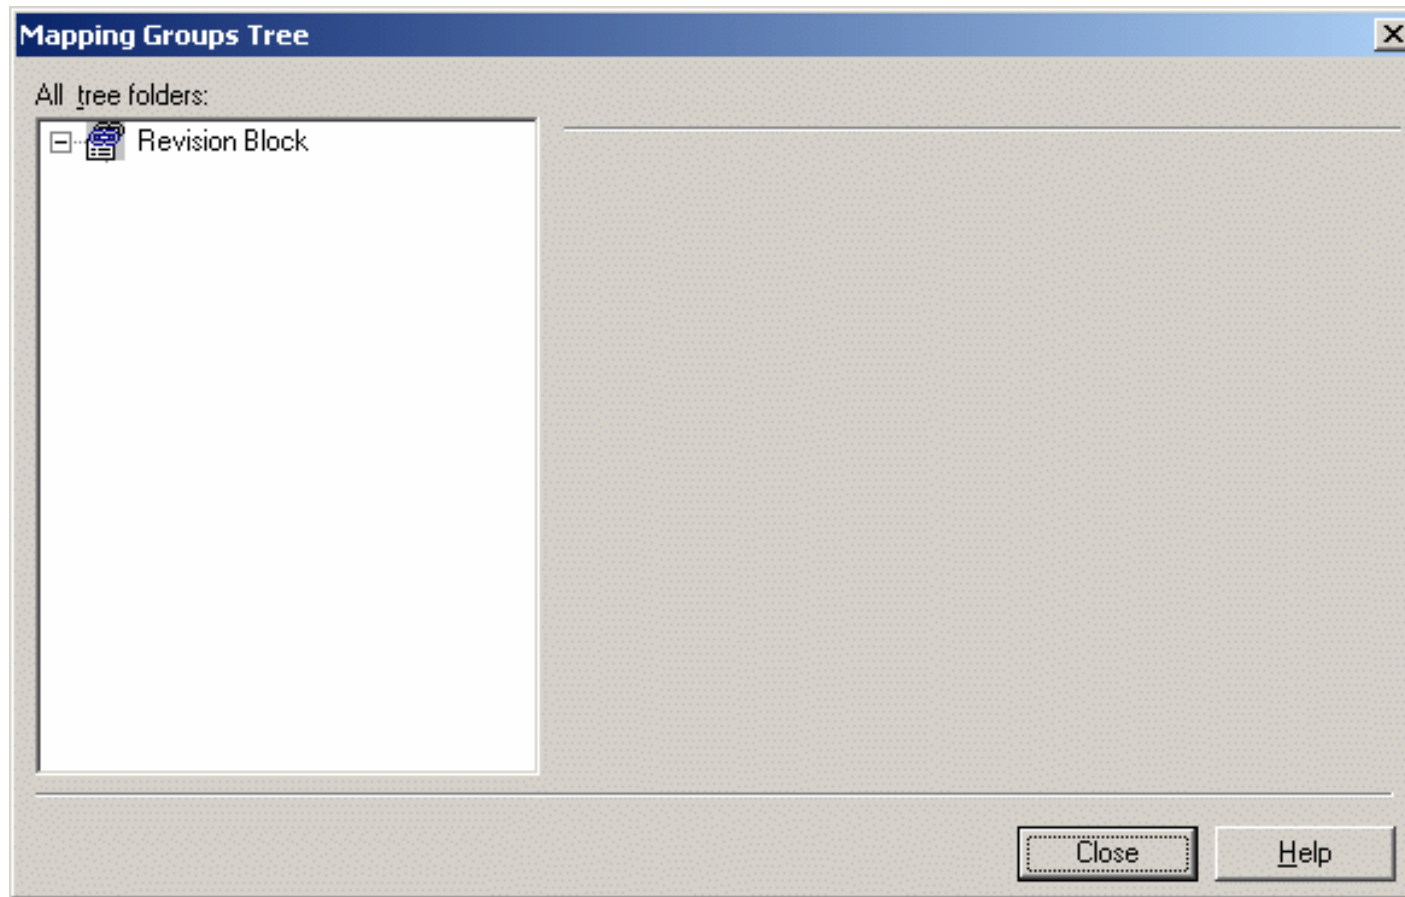 Mapping Groups Tree
All tree folders:
Revision Block
Close
Help